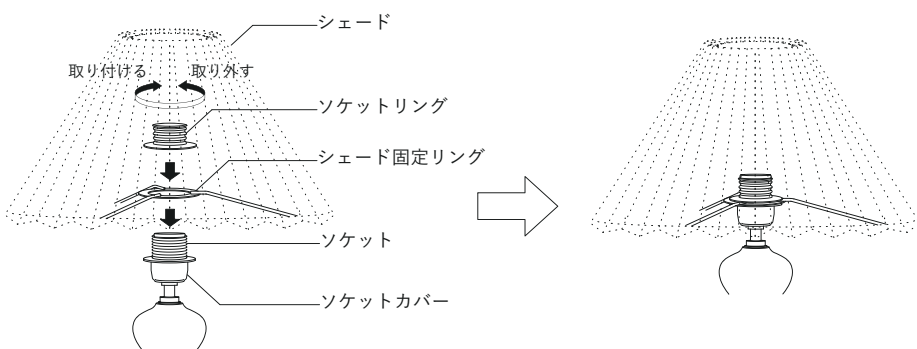 シェード
取り付ける
取り外す
ソケットリング
シェード固定リング
ソケット
ソケットカバー